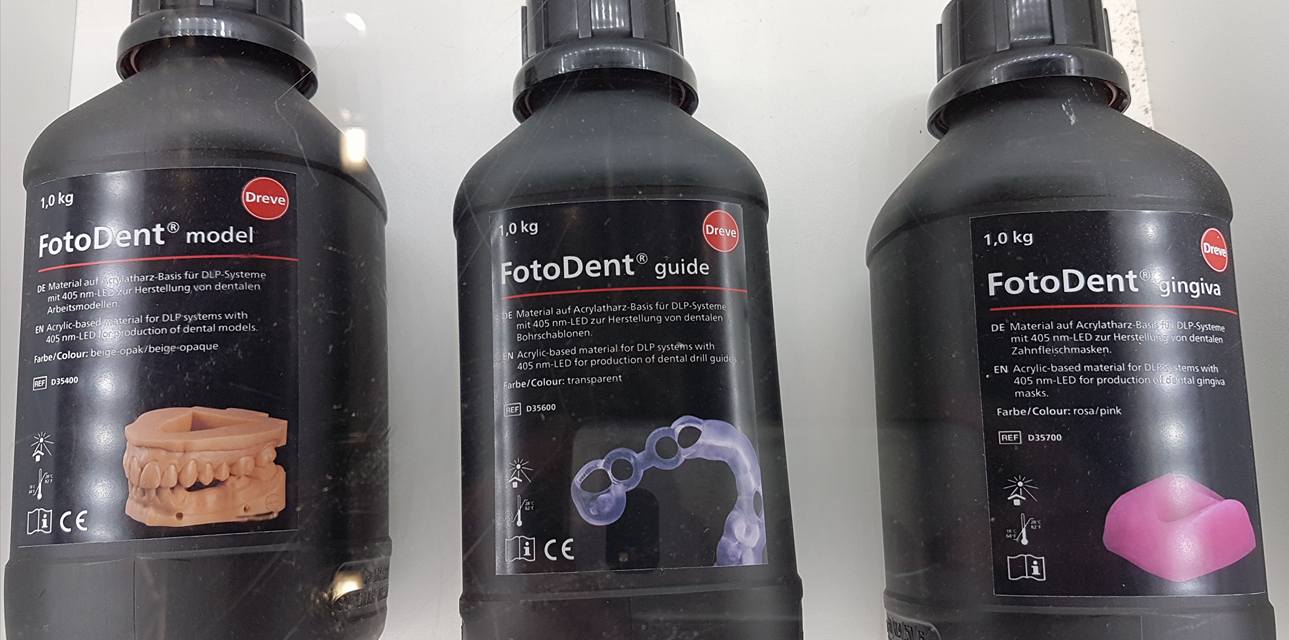 1,0 kg
Dreve
FotoDent® model
DE Material auf Acrylatharz-Basis für DLP-Systeme
mit 405 nm-LED zur Herstellung von dentalen
Arbeitsmodellen.
EN Acrylic-based material for DLP systems with
405 nm-LED for production of dental models.
Farbe/Colour: beige-opak/beige-opaque
REF D35400
CE
1,0 kg
Dreve
FotoDent® guide
DE Material auf Acrylatharz-Basis für DLP-Systeme
mit 405 nm-LED zur Herstellung von dentalen
Bohrschablonen.
EN Acrylic-based material for DLP systems with
405 nm-LED for production of dental drill guides
Farbe/Colour: transparent
REF D35600
CE
1,0 kg
Dreve
FotoDent® gingiva
DE Material auf Acrylatharz-Basis für DLP-Systeme
mit 405 nm-LED zur Herstellung von dentalen
Zahnfleischmasken.
EN Acrylic-based material for DLP systems with
405 nm-LED for production of dental gingiva
masks.
Farbe/Colour: rosa/pink
REF D35700